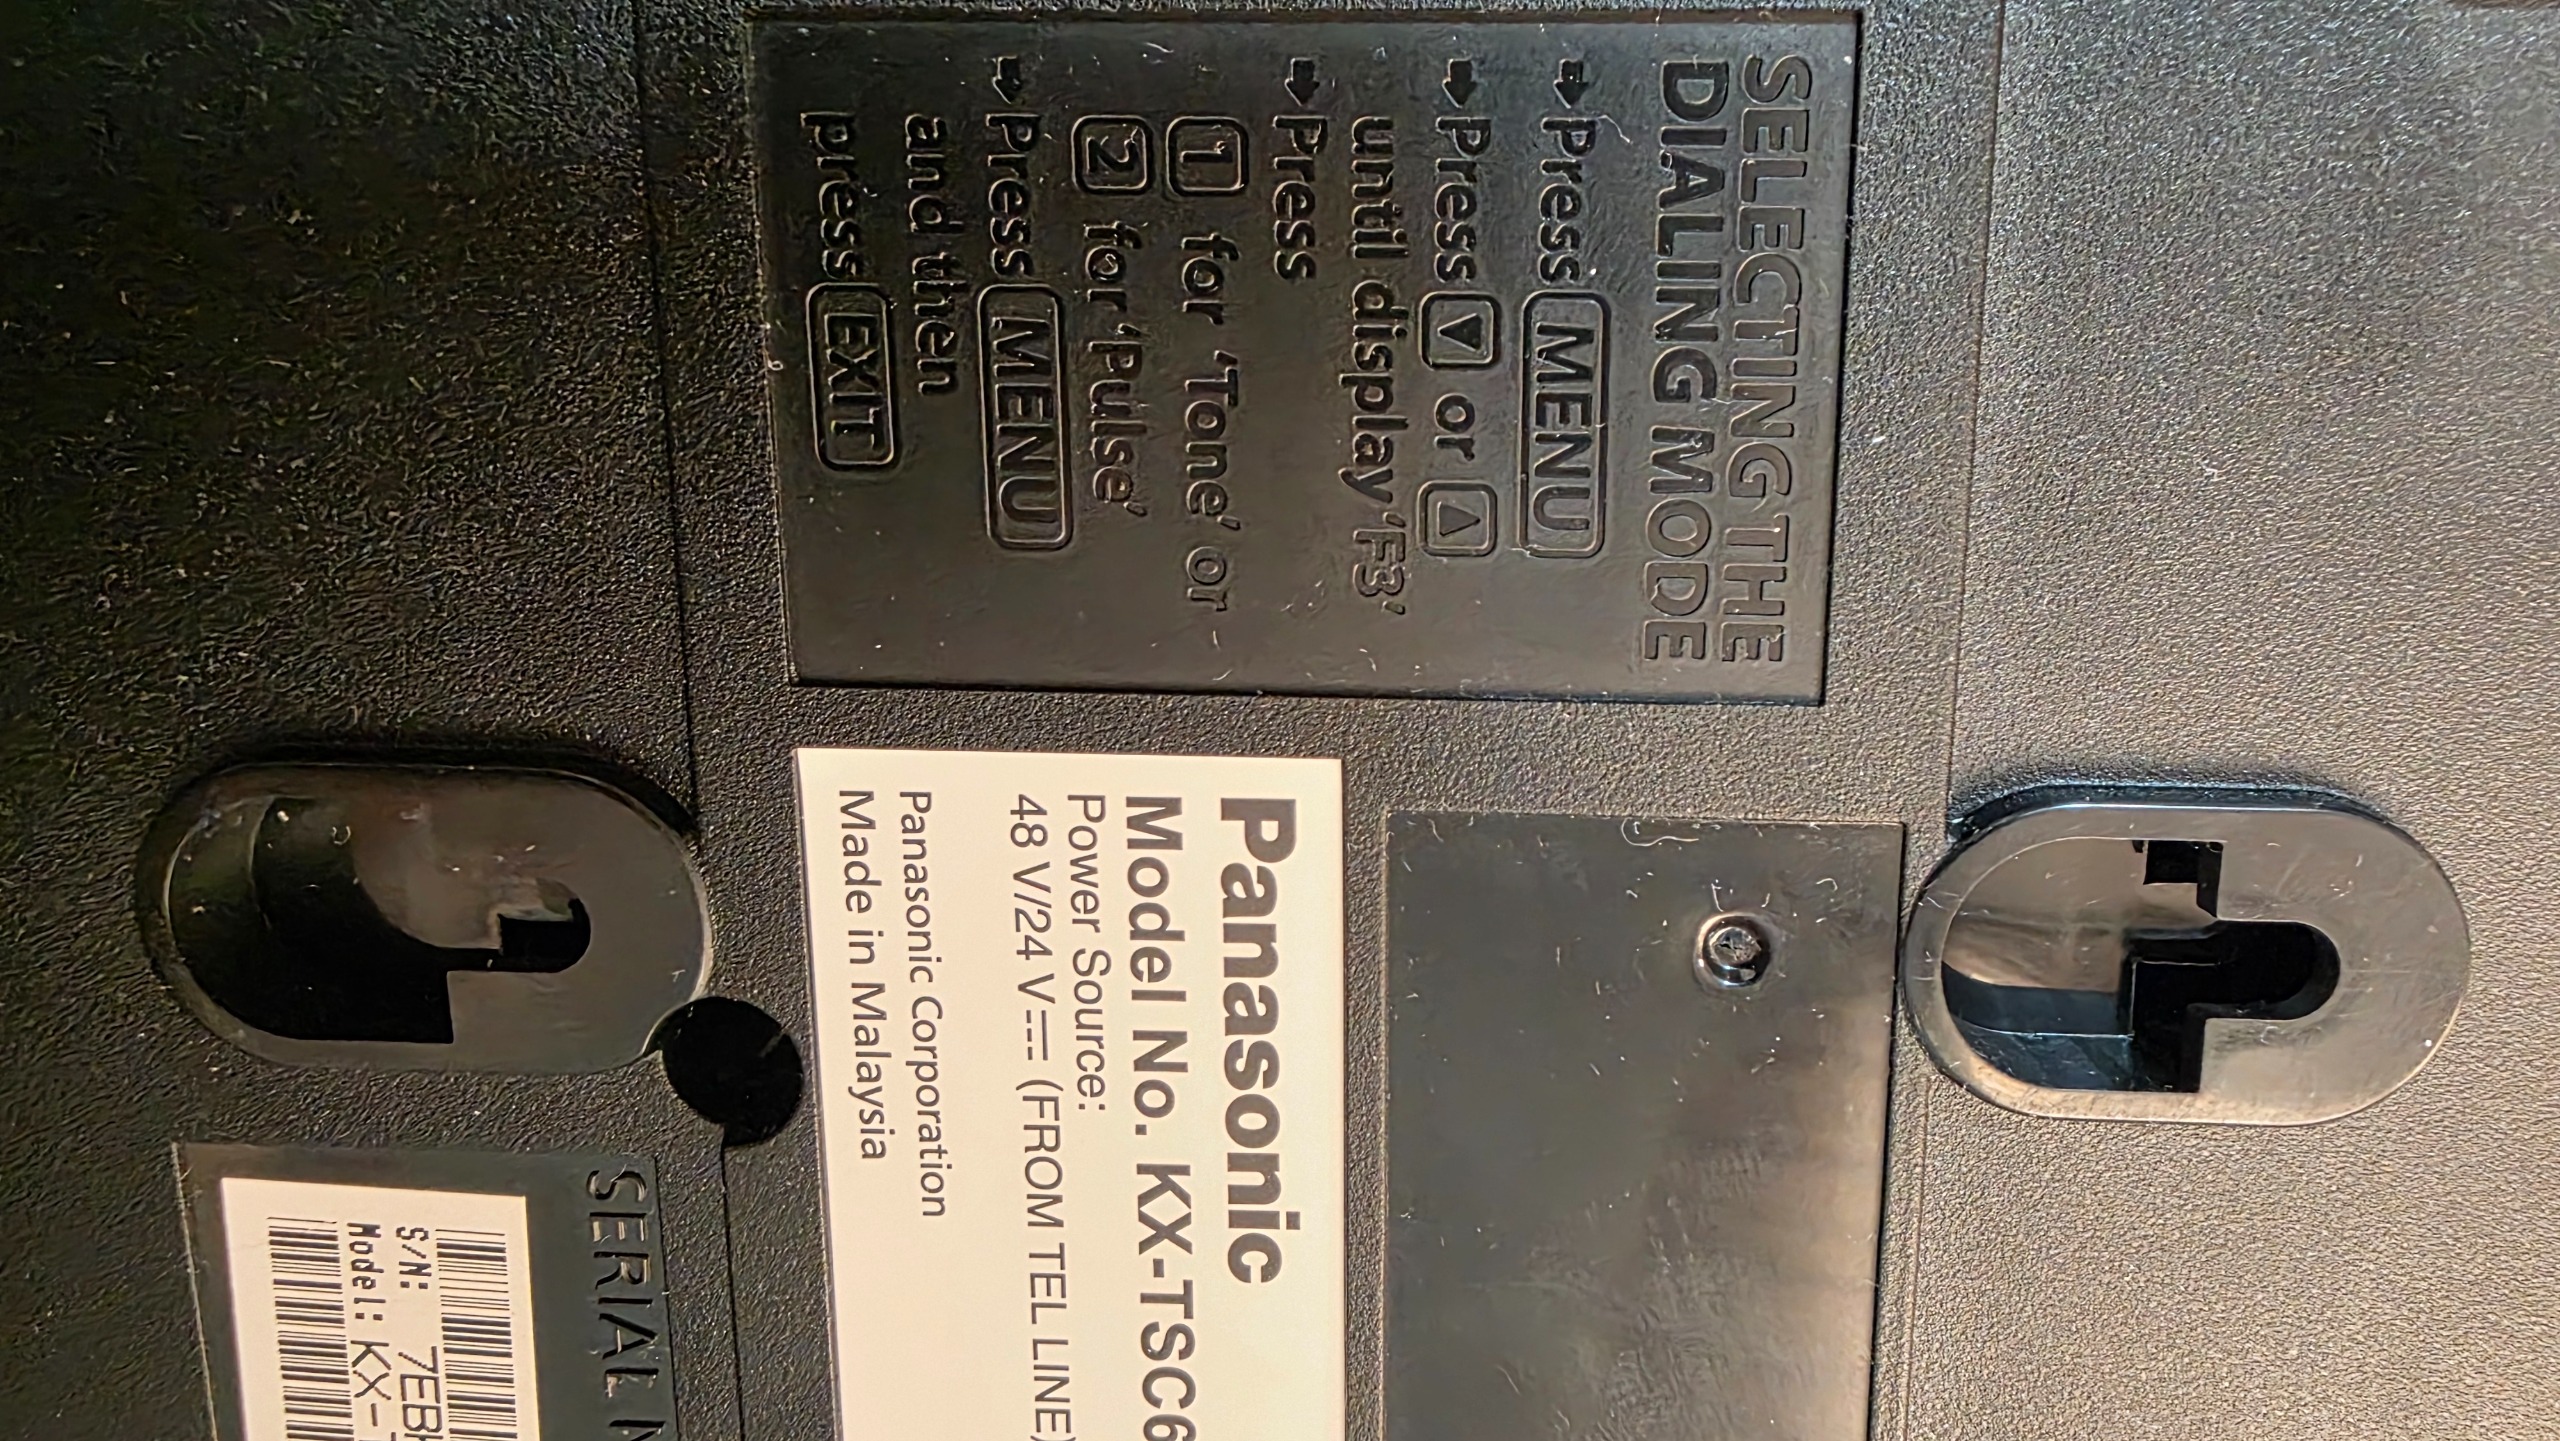 SELECTING THE
DIALING MODE
➡Press MENU
➡Press ▼ or ▲
until display 'F3'
➡Press
1 for 'Tone' or
2 for 'Pulse'
➡Press MENU
and then
press EXIT
Panasonic
Model No. KX-TSC6
Power Source:
48 V/24 V⎓ (FROM TEL LINE)
Panasonic Corporation
Made in Malaysia
SERIAL
S/N: 7EB
Model: KX-